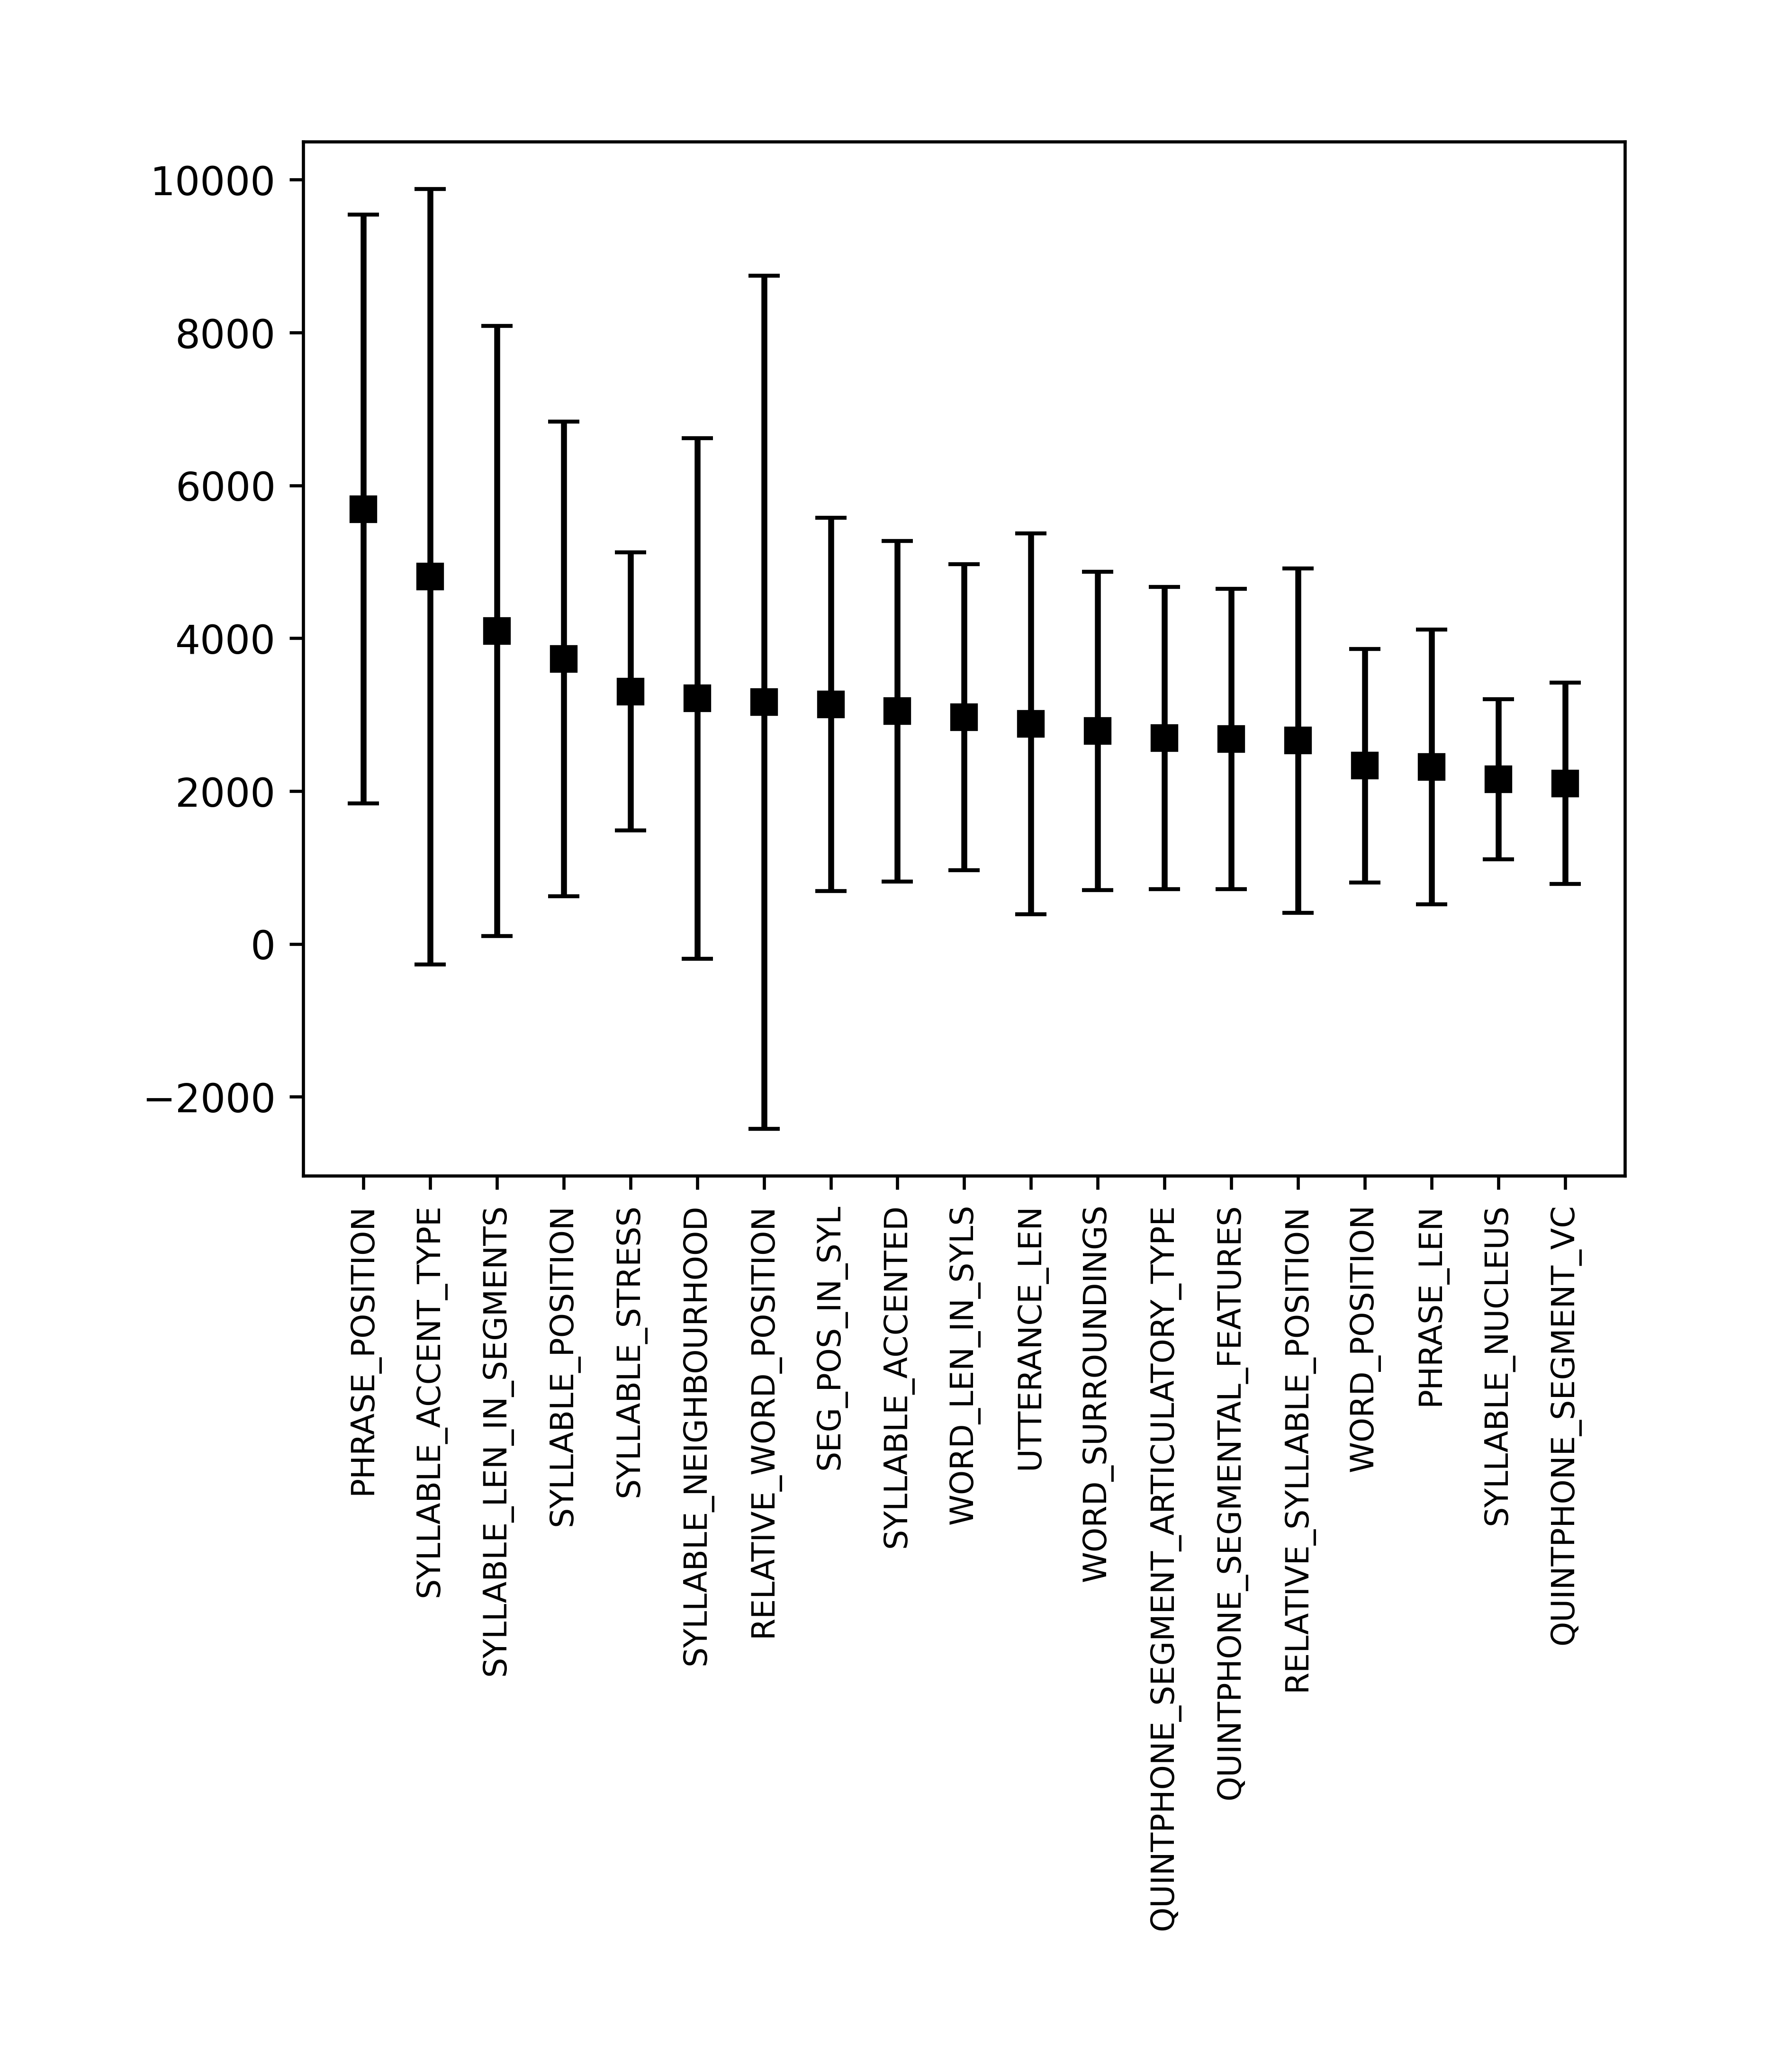 10000
8000
6000
4000
2000
0
−2000
PHRASE_POSITION
SYLLABLE_ACCENT_TYPE
SYLLABLE_LEN_IN_SEGMENTS
SYLLABLE_POSITION
SYLLABLE_STRESS
SYLLABLE_NEIGHBOURHOOD
RELATIVE_WORD_POSITION
SEG_POS_IN_SYL
SYLLABLE_ACCENTED
WORD_LEN_IN_SYLS
UTTERANCE_LEN
WORD_SURROUNDINGS
QUINTPHONE_SEGMENT_ARTICULATORY_TYPE
QUINTPHONE_SEGMENTAL_FEATURES
RELATIVE_SYLLABLE_POSITION
WORD_POSITION
PHRASE_LEN
SYLLABLE_NUCLEUS
QUINTPHONE_SEGMENT_VC